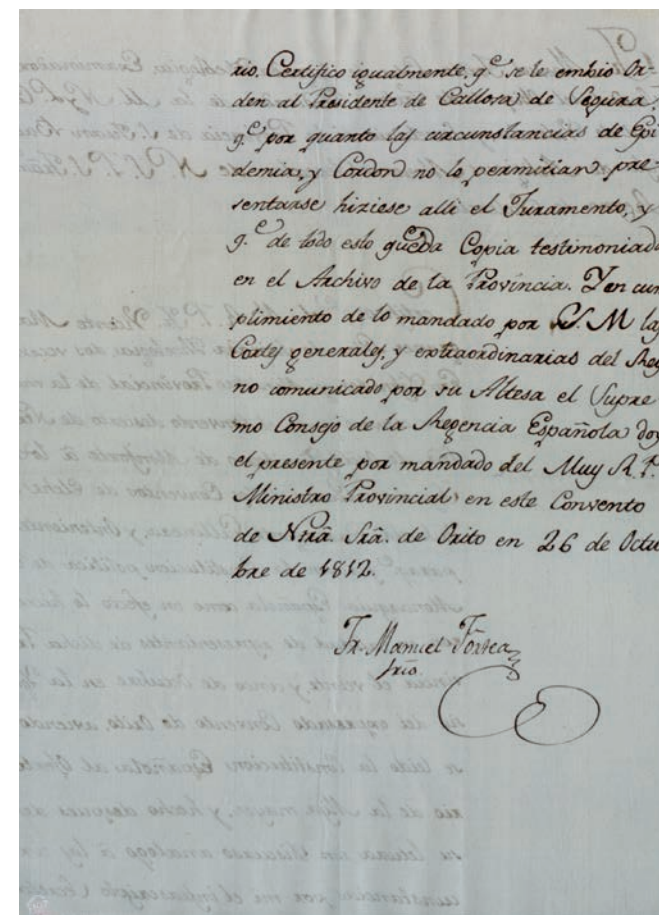 rio. Certifico igualmente, q.e se le embio Or-
den al Presidente de Callosa de Segura,
q.e por quanto las circunstancias de Epi
demia, y Cordon no lo permitian pre
sentarse hiziese alli el Juramento, y
q.e de todo esto queda Copia testimoniada
en el Archivo de la Provincia. Y en cum
plimiento de lo mandado por S. M las
Cortes generales, y extraordinarias del Rey
no comunicado por su Altesa el Supre
mo Consejo de la Regencia Española doy
el presente por mandado del Muy R. P.
Ministro Provincial en este Convento
de Ntrã. Srã. de Orito en 26 de Octu
bre de 1812.
Fr. Manuel
srio.